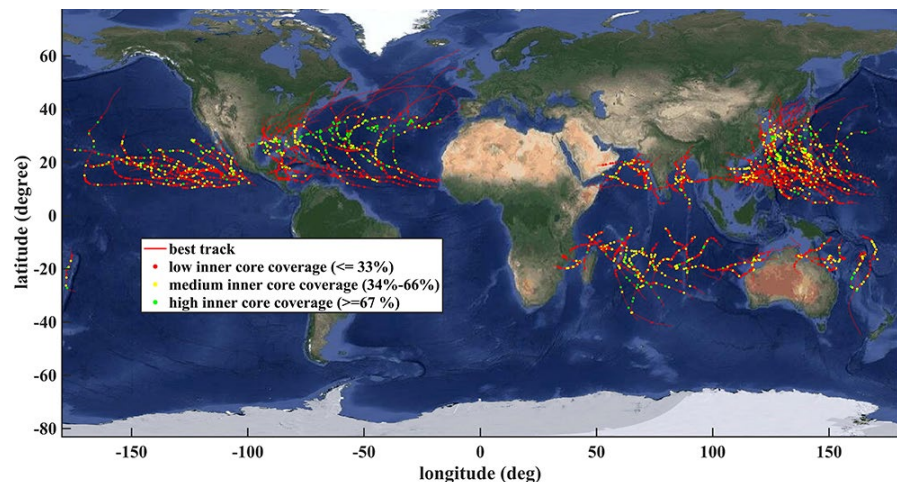 60
40
20
0
-20
-40
-60
-80
latitude (degree)
best track
low inner core coverage (<= 33%)
medium inner core coverage (34%-66%)
high inner core coverage (>=67 %)
-150
-100
-50
0
50
100
150
longitude (deg)